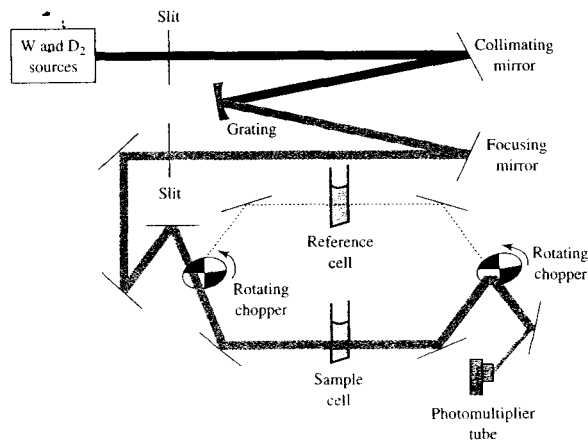 Slit
W and D₂
sources
Collimating
mirror
Grating
Focusing
mirror
Slit
Reference
cell
Rotating
chopper
Rotating
chopper
Sample
cell
Photomultiplier
tube